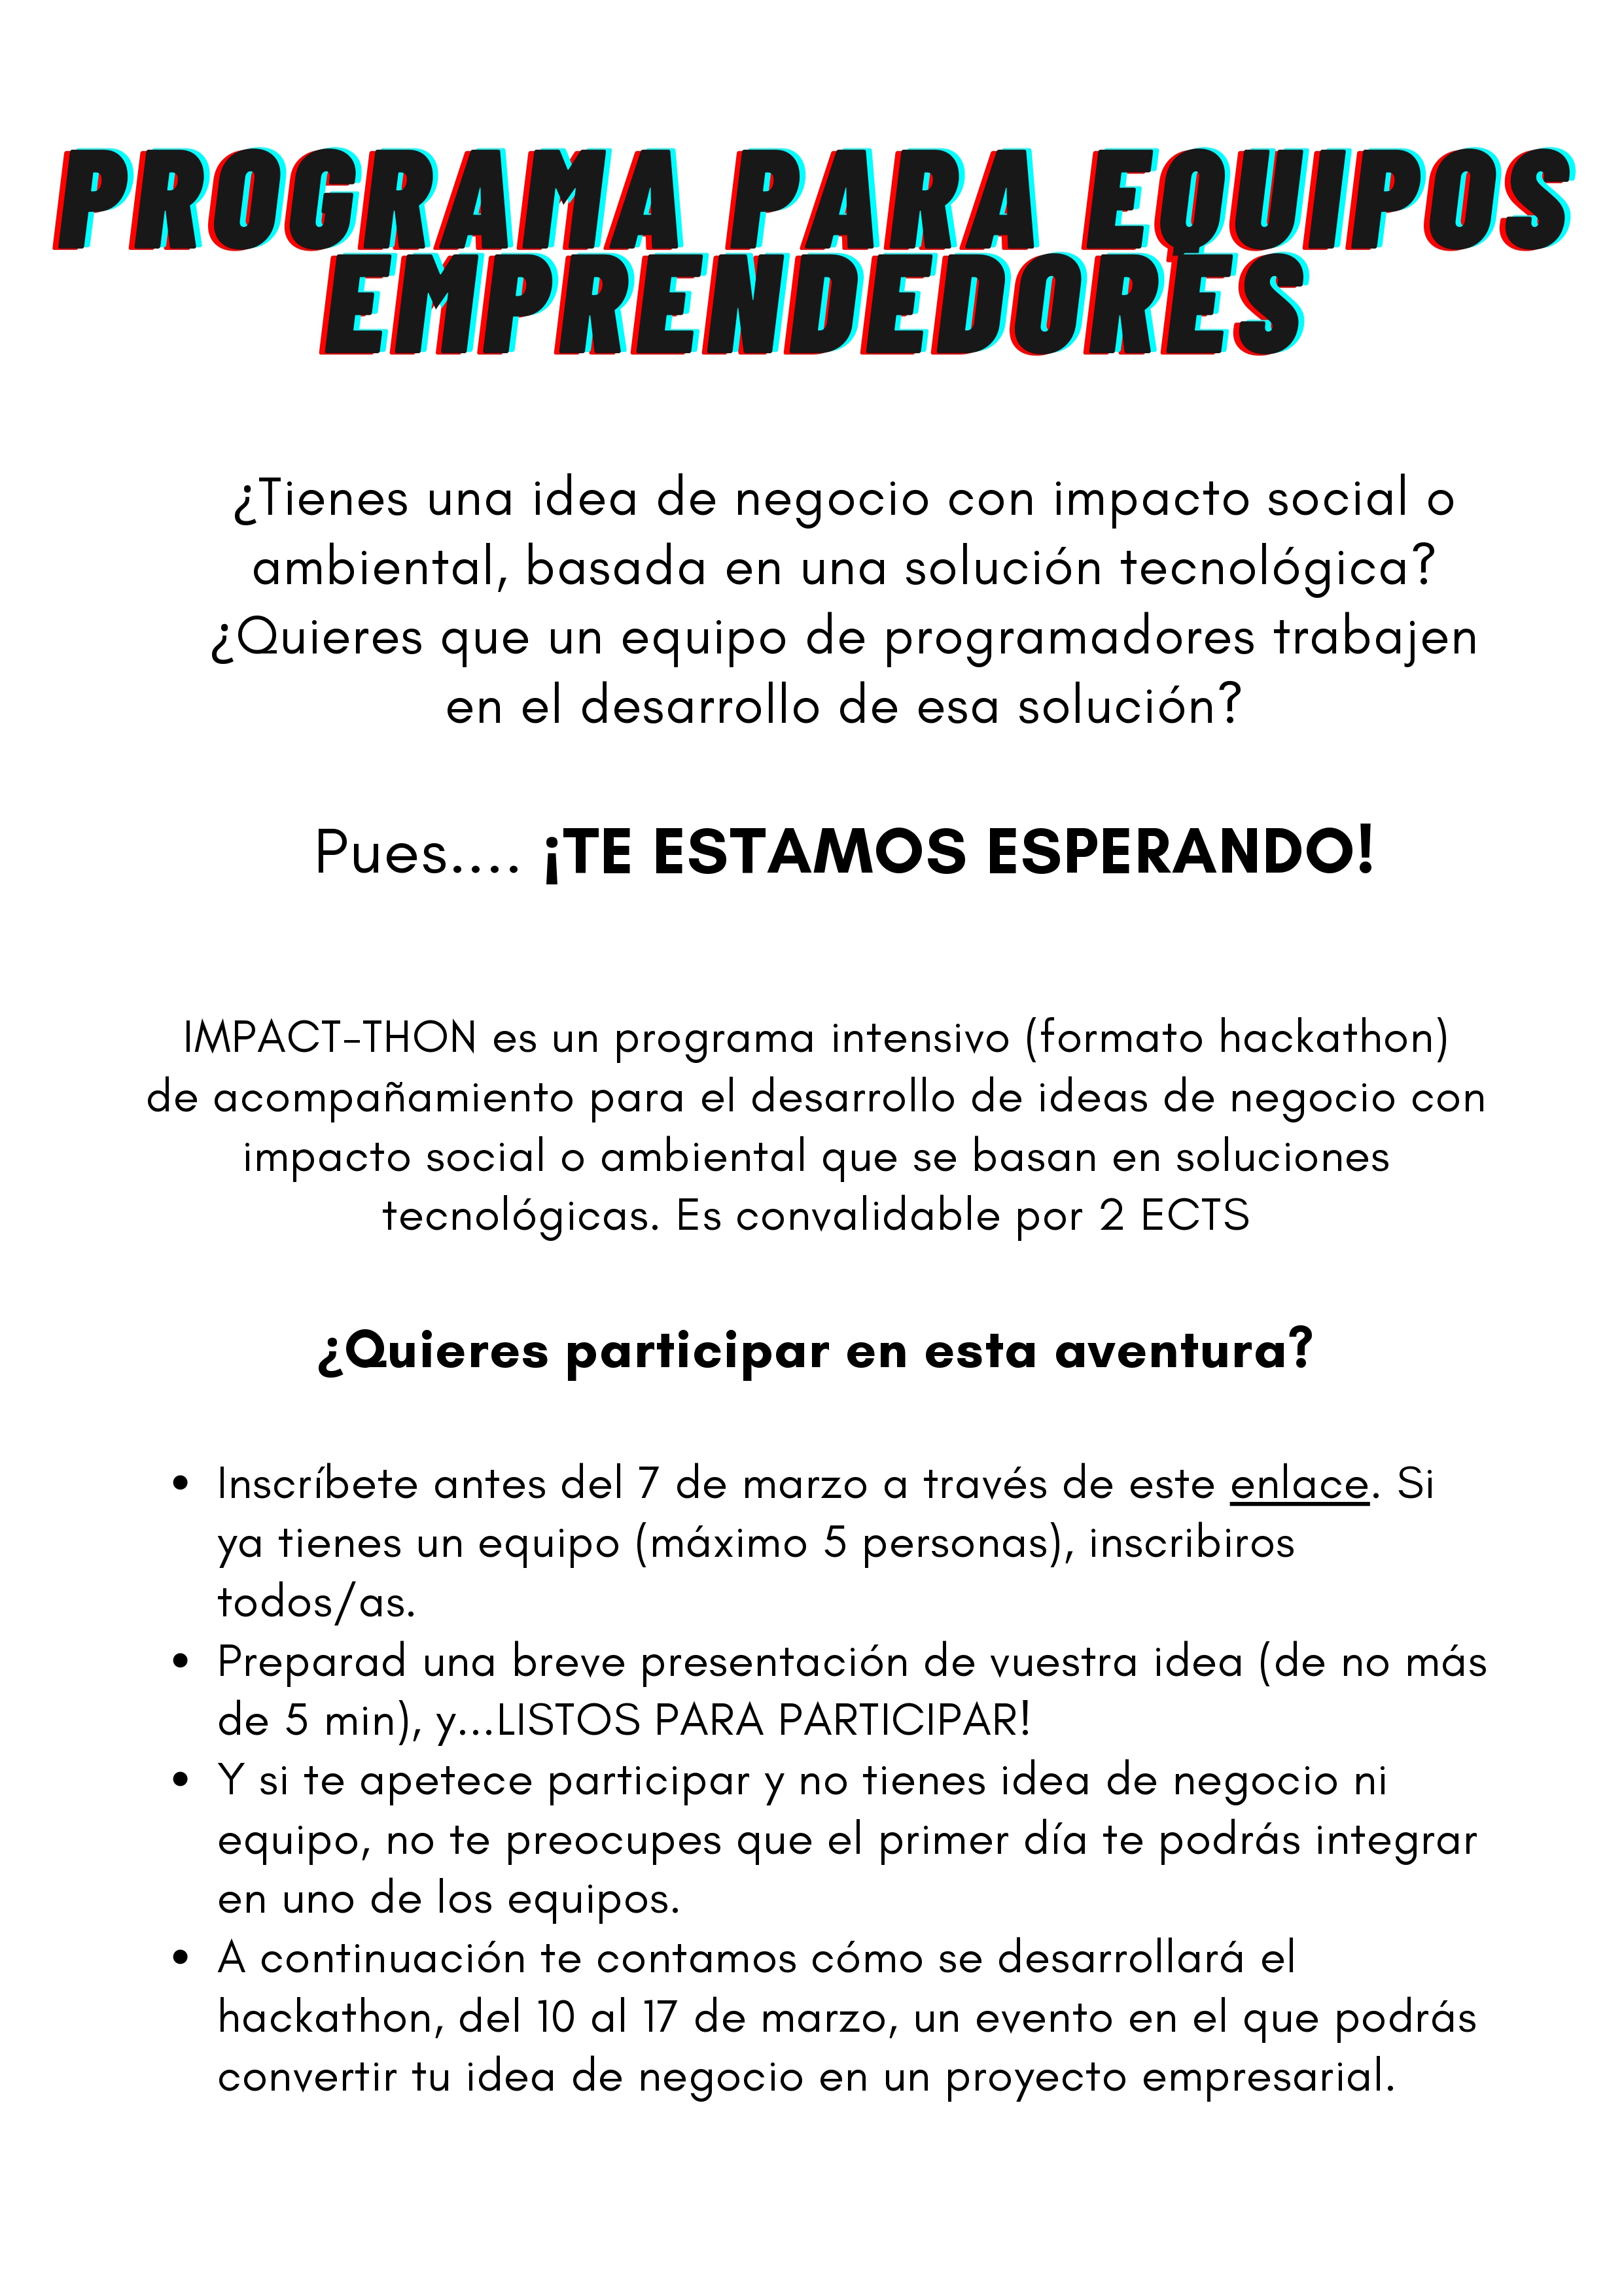 PROGRAMA PARA EQUIPOS
EMPRENDEDORES
¿Tienes una idea de negocio con impacto social o
ambiental, basada en una solución tecnológica?
¿Quieres que un equipo de programadores trabajen
en el desarrollo de esa solución?
Pues.... ¡TE ESTAMOS ESPERANDO!
IMPACT-THON es un programa intensivo (formato hackathon)
de acompañamiento para el desarrollo de ideas de negocio con
impacto social o ambiental que se basan en soluciones
tecnológicas. Es convalidable por 2 ECTS
¿Quieres participar en esta aventura?
• Inscríbete antes del 7 de marzo a través de este enlace. Si
ya tienes un equipo (máximo 5 personas), inscribiros
todos/as.
• Preparad una breve presentación de vuestra idea (de no más
de 5 min), y...LISTOS PARA PARTICIPAR!
• Y si te apetece participar y no tienes idea de negocio ni
equipo, no te preocupes que el primer día te podrás integrar
en uno de los equipos.
• A continuación te contamos cómo se desarrollará el
hackathon, del 10 al 17 de marzo, un evento en el que podrás
convertir tu idea de negocio en un proyecto empresarial.